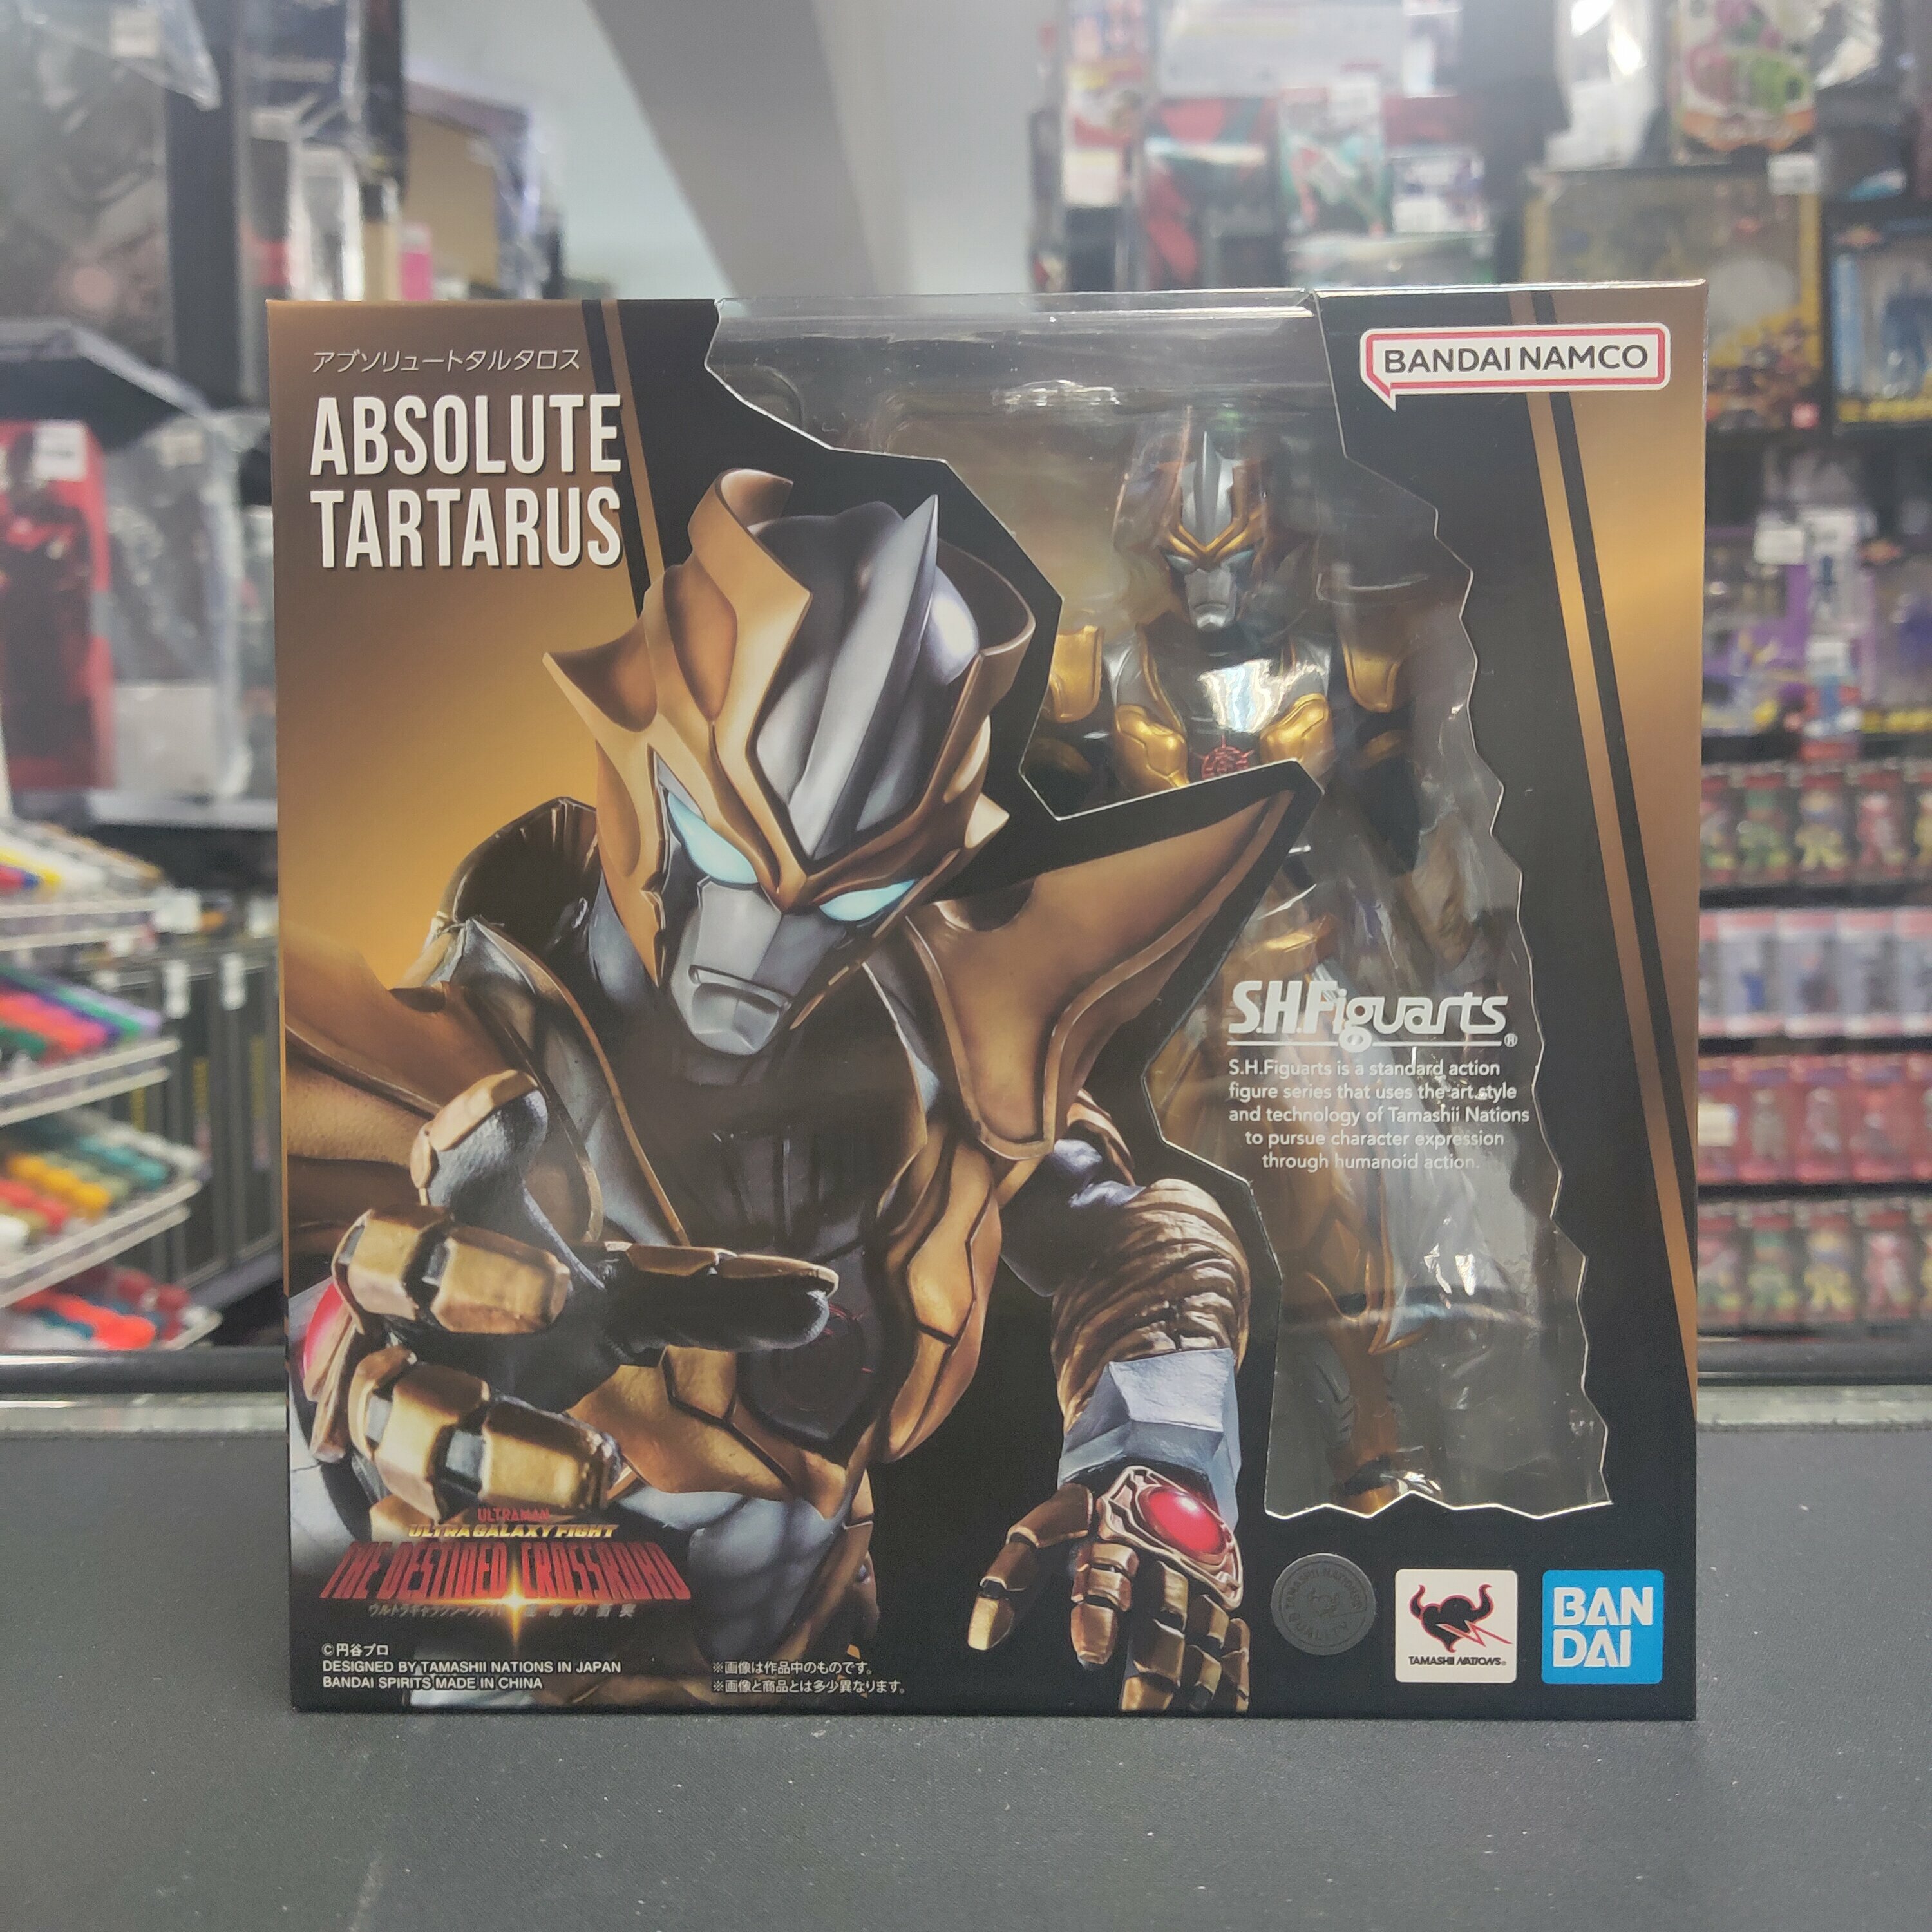 アブソリュートタルタロス
ABSOLUTE
TARTARUS
BANDAI NAMCO
S.H.Figuarts®
S.H.Figuarts is a standard action
figure series that uses the art style
and technology of Tamashii Nations
to pursue character expression
through humanoid action.
ULTRAMAN
ULTRA GALAXY FIGHT
THE DESTINED CROSSROAD
©円谷プロ
DESIGNED BY TAMASHII NATIONS IN JAPAN
BANDAI SPIRITS MADE IN CHINA
※画像は作品中のものです。
※画像と商品とは多少異なります。
TAMASHII NATIONS
QUALITY
TAMASHII NATIONS®
BAN
DAI